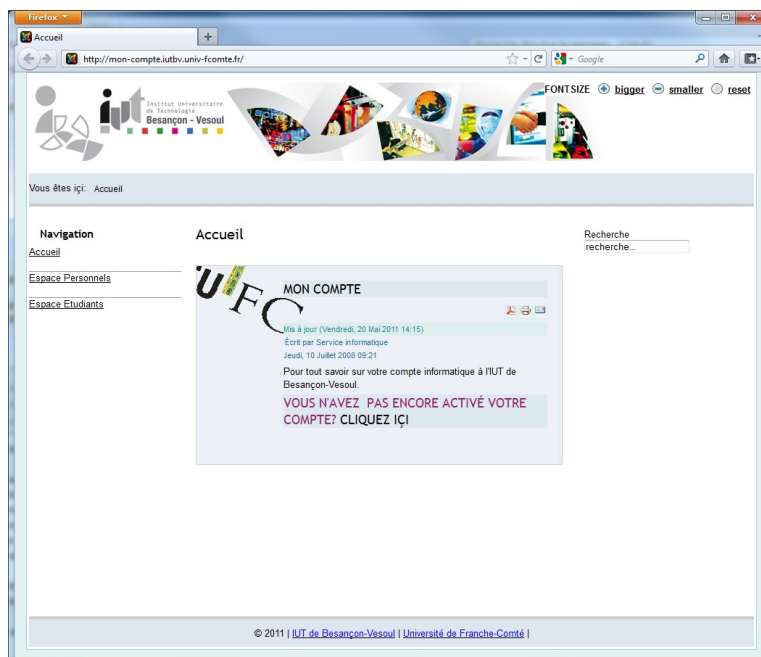 Firefox
Accueil
http://mon-compte.iutbv.univ-fcomte.fr/
Google
iut
Institut Universitaire
de Technologie
Besançon - Vesoul
FONTSIZE bigger smaller reset
Vous êtes içi: Accueil
Navigation
Accueil
Espace Personnels
Espace Etudiants
Accueil
UFC
MON COMPTE
Mis à jour (Vendredi, 20 Mai 2011 14:15)
Écrit par Service informatique
Jeudi, 10 Juillet 2008 09:21
Pour tout savoir sur votre compte informatique à l'IUT de
Besançon-Vesoul.
VOUS N'AVEZ PAS ENCORE ACTIVÉ VOTRE
COMPTE? CLIQUEZ IÇI
Recherche
recherche...
© 2011 | IUT de Besançon-Vesoul | Université de Franche-Comté |